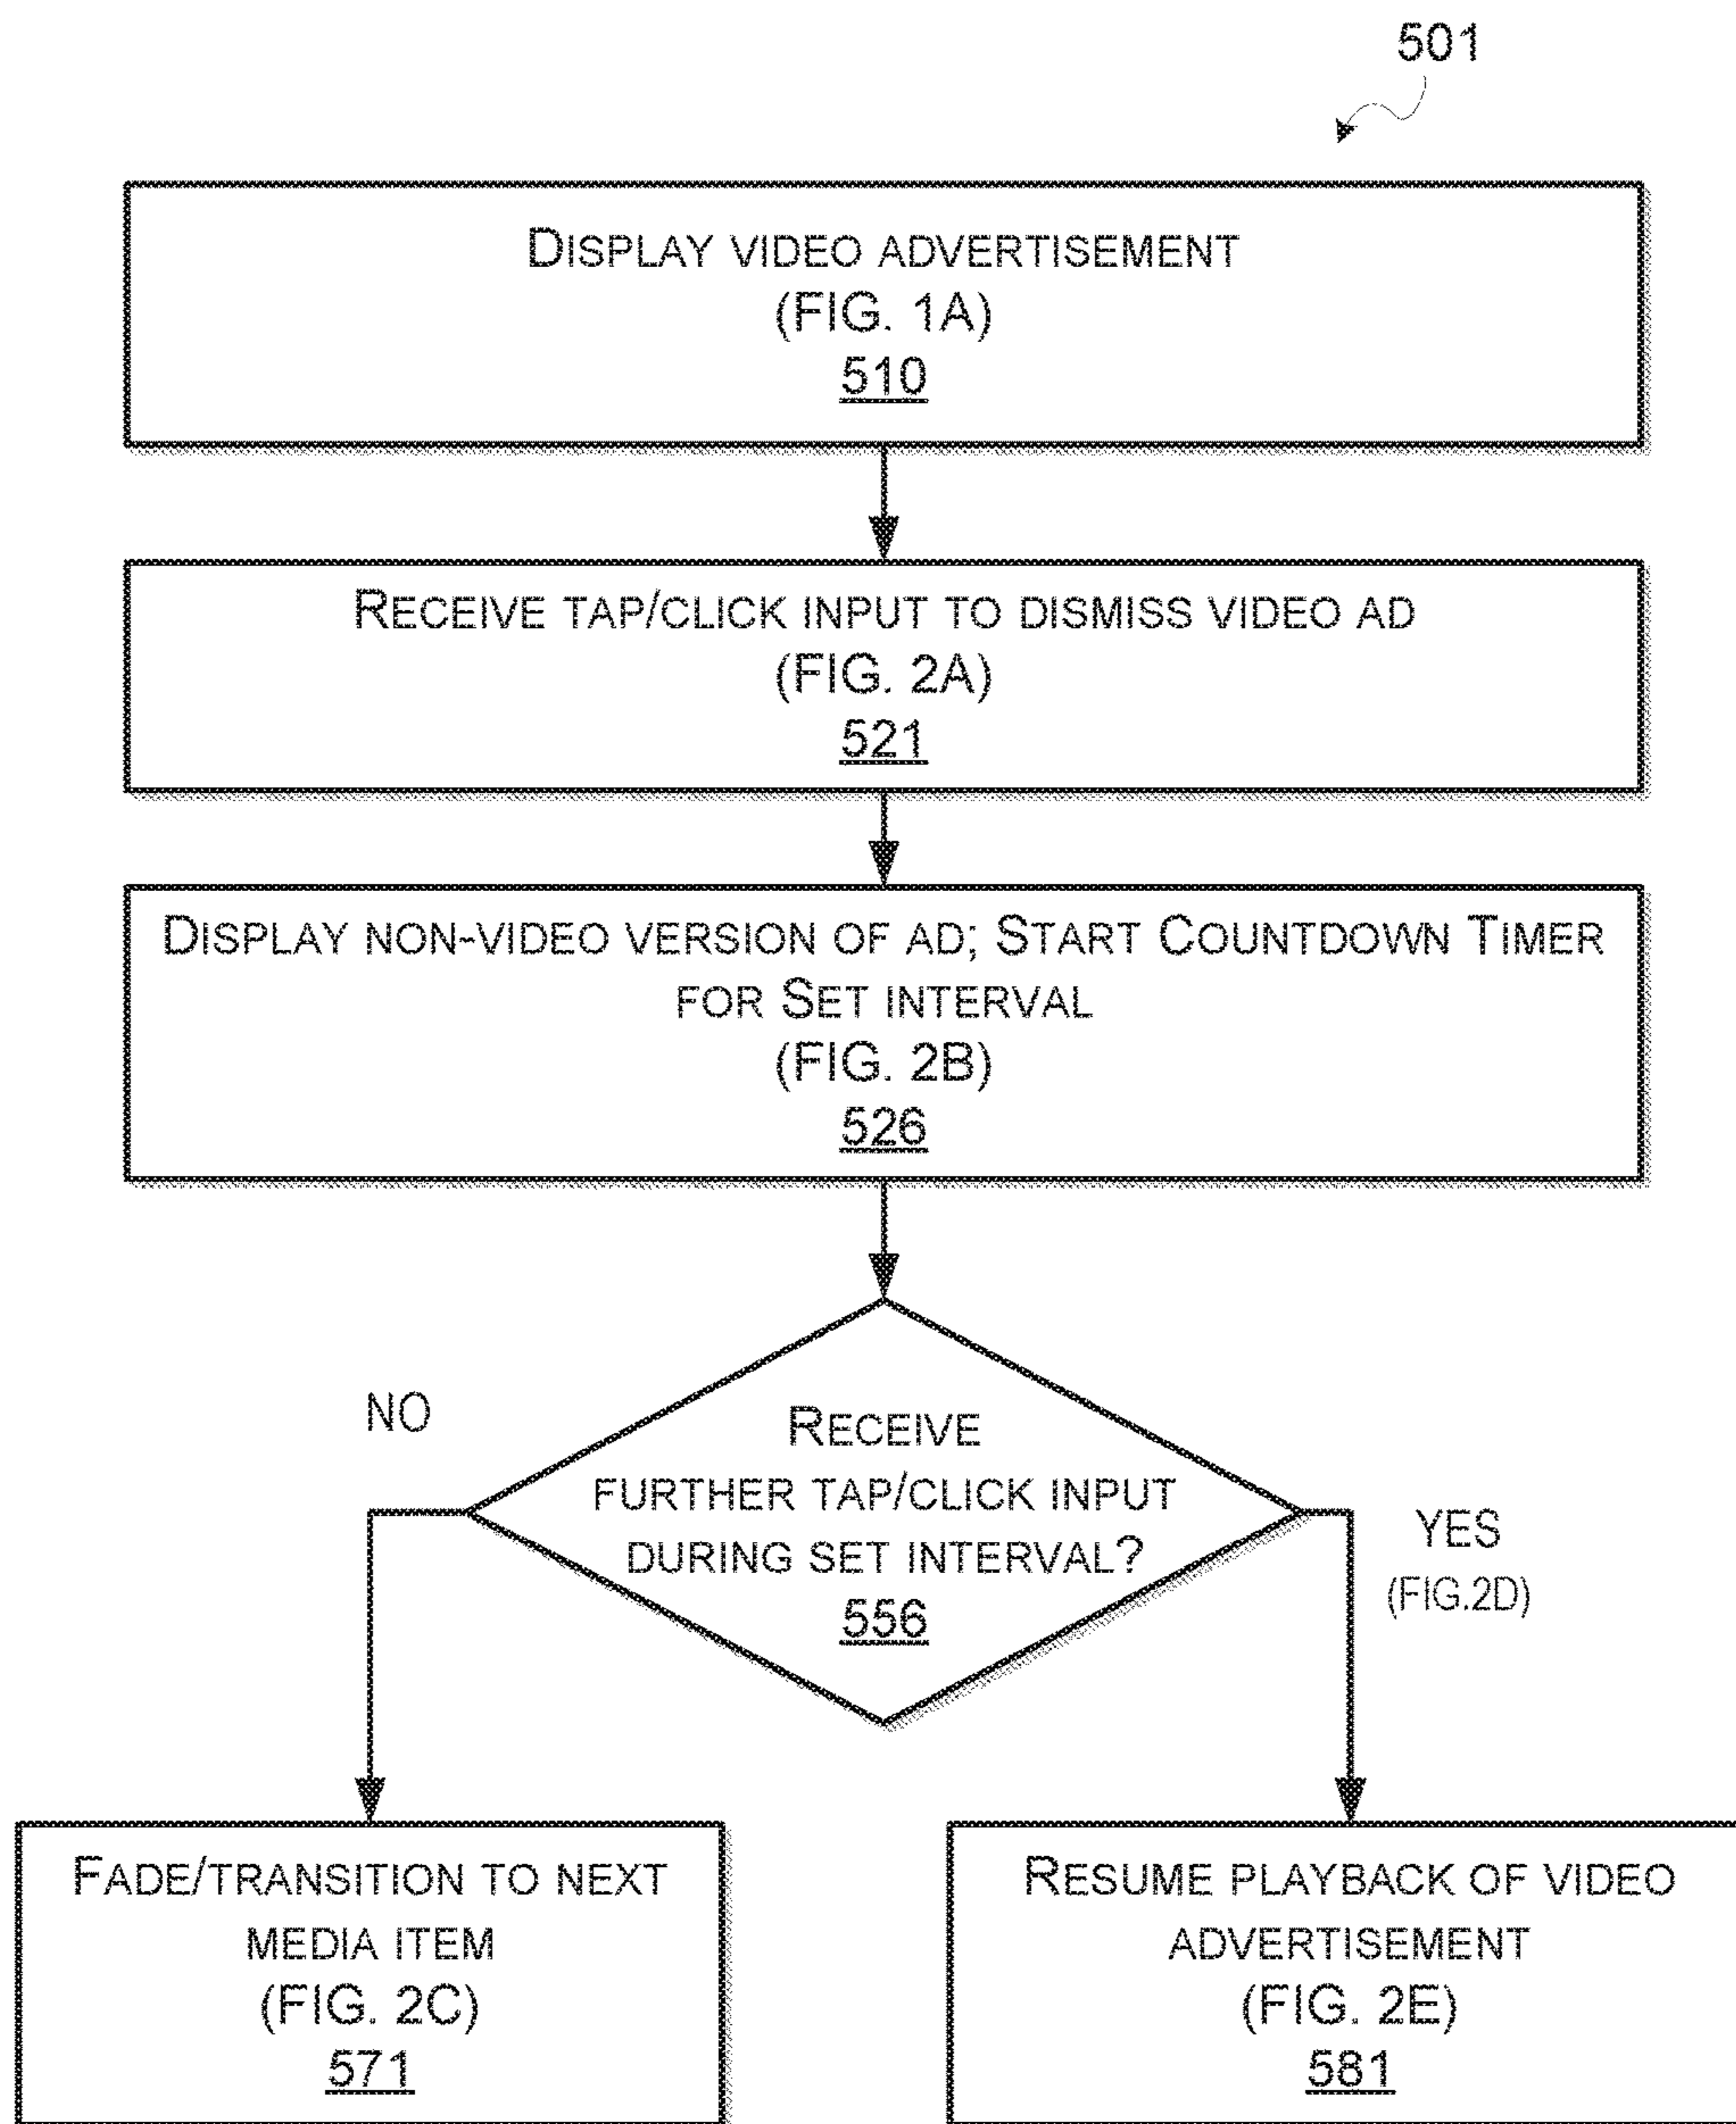 501
DISPLAY VIDEO ADVERTISEMENT
(FIG. 1A)
510
RECEIVE TAP/CLICK INPUT TO DISMISS VIDEO AD
(FIG. 2A)
521
DISPLAY NON-VIDEO VERSION OF AD; START COUNTDOWN TIMER
FOR SET INTERVAL
(FIG. 2B)
526
NO
RECEIVE
FURTHER TAP/CLICK INPUT
DURING SET INTERVAL?
556
YES
(FIG.2D)
FADE/TRANSITION TO NEXT
MEDIA ITEM
(FIG. 2C)
571
RESUME PLAYBACK OF VIDEO
ADVERTISEMENT
(FIG. 2E)
581